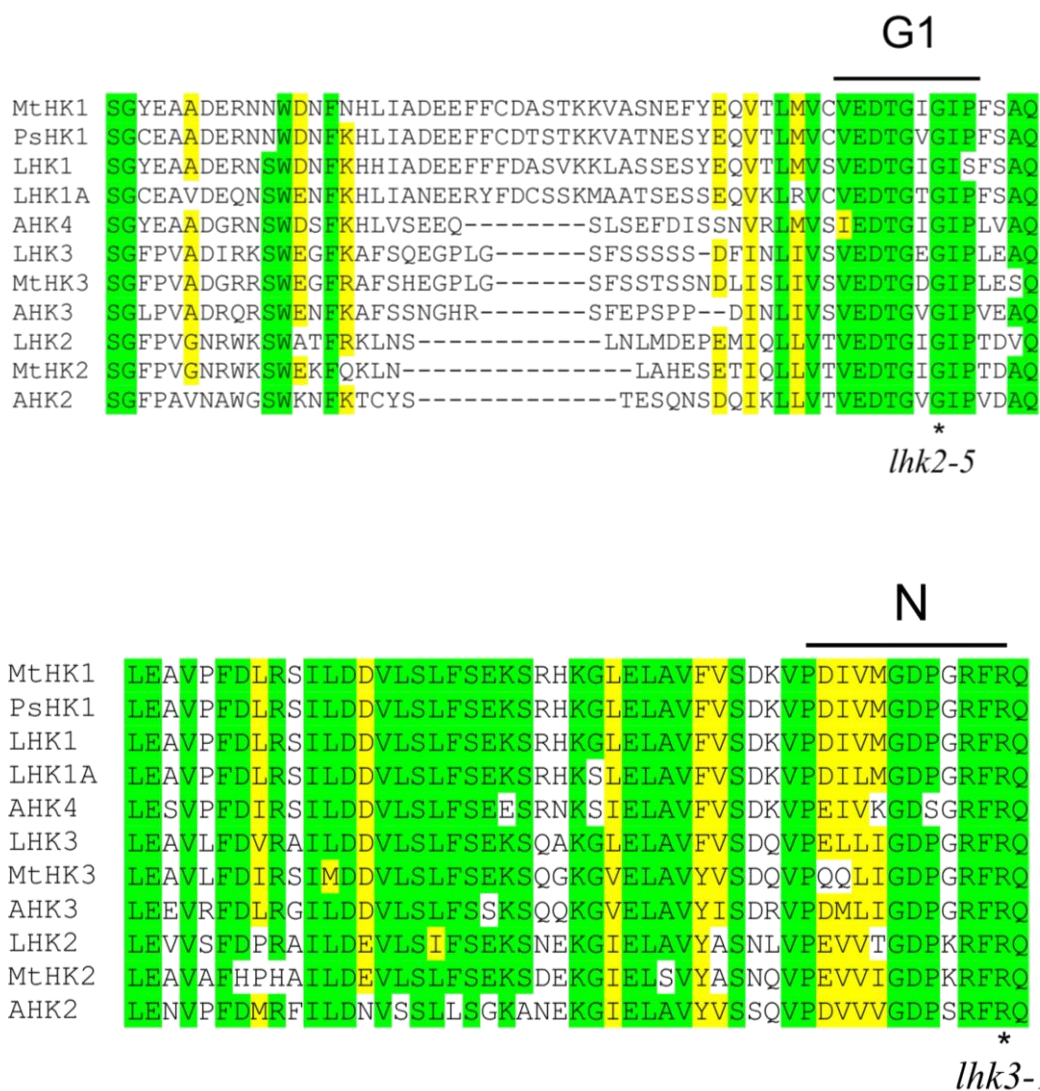 G1
MtHK1 SGYEAADERNNWDNFNHLIADEEFFCDASTKKVASNEFYEQVTLMVCVEDTGIGIPFSAQ
PsHK1 SGCEAADERNNWDNFKHLIADEEFFCDTSTKKVATNESYEQVTLMVCVEDTGVGIPFSAQ
LHK1 SGYEAADERNSWDNFKHHIADEEFFFDASVKKLASSESYEQVTLMVSVEDTGIGISFSAQ
LHK1A SGCEAVDEQNSWENFKHLIANEERYFDCSSKMAATSESSEQVKLRVCVEDTGTGIPFSAQ
AHK4 SGYEAADGRNSWDSFKHLVSEEQ--------SLSEFDISSNVRLMVSIEDTGIGIPLVAQ
LHK3 SGFPVADIRKSWEGFKAFSQEGPLG------SFSSSSSS-DFINLIVSVEDTGEGIPLEAQ
MtHK3 SGFPVADGRRSWEGFRAFSHEGPLG------SFSSTSSNDLISLIVSVEDTGDGIPLESQ
AHK3 SGLPVADRQRSWENFKAFSSNGHR-------SFEPSPP--DINLIVSVEDTGVGIPVEAQ
LHK2 SGFPVGNRWKSWATFRKLNS------------LNLMDEPEMIQLLVTVEDTGIGIPTDVQ
MtHK2 SGFPVGNRWKSWEKFQKLN---------------LAHESETIQLLVTVEDTGIGIPTDAQ
AHK2 SGFPAVNAWGSWKNFKTCYS-------------TESQNSDQIKLLVTVEDTGVGIPVDAQ
*
lhk2-5
N
MtHK1 LEAVPFDLRSILDDVLSLFSEKSRHKGLELAVFVSDKVPDIVMGDPGRFRQ
PsHK1 LEAVPFDLRSILDDVLSLFSEKSRHKGLELAVFVSDKVPDIVMGDPGRFRQ
LHK1 LEAVPFDLRSILDDVLSLFSEKSRHKGLELAVFVSDKVPDIVMGDPGRFRQ
LHK1A LEAVPFDLRSILDDVLSLFSEKSRHKSLELAVFVSDKVPDILMGDPGRFRQ
AHK4 LESVPFDIRSILDDVLSLFSEESRNKSIELAVFVSDKVPEIVKGDSGRFRQ
LHK3 LEAVLFDVRAILDDVLSLFSEKSQAKGLELAVFVSDQVPELLIGDPGRFRQ
MtHK3 LEAVLFDIRSIMDDVLSLFSEKSQGKGVELAVYVSDQVPQQLIGDPGRFRQ
AHK3 LEEVRFDLRGILDDVLSLFSSKSQQKGVELAVYISDRVPDMLIGDPGRFRQ
LHK2 LEVVSFDPRAILDEVLSIFSEKSNEKGIELAVYASNLVPEVVTGDPKRFRQ
MtHK2 LEAVAFHPHAILDEVLSLFSEKSDEKGIELSVYASNQVPEVVIGDPKRFRQ
AHK2 LENVPFDMRFILDNVSSLLSGKANEKGIELAVYVSSQVPDVVVGDPSRFRQ
*